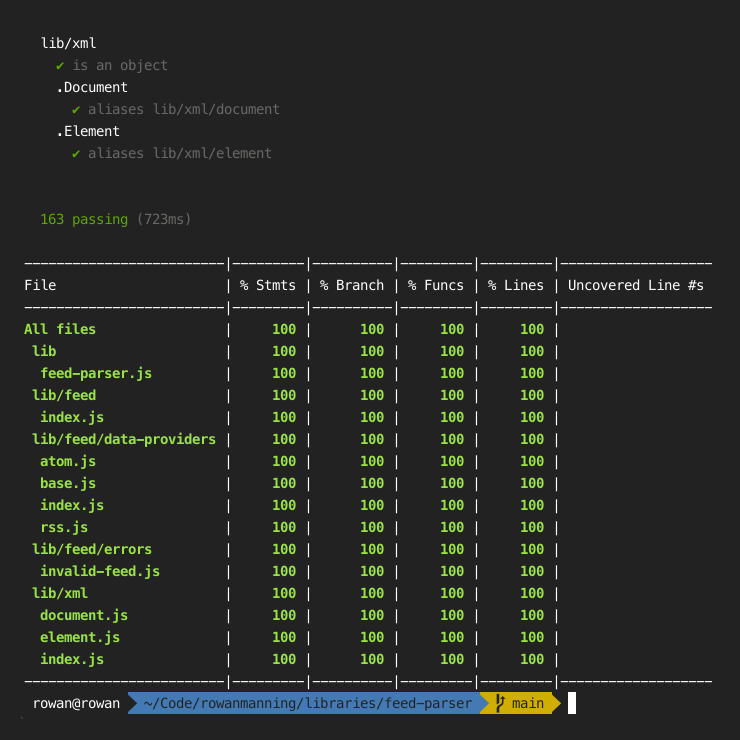 lib/xml
✔ is an object
.Document
✔ aliases lib/xml/document
.Element
✔ aliases lib/xml/element
163 passing (723ms)
-------------------------|---------|----------|---------|---------|-------------------
File                     | % Stmts | % Branch | % Funcs | % Lines | Uncovered Line #s
-------------------------|---------|----------|---------|---------|-------------------
All files                |     100 |      100 |     100 |     100 |
 lib                     |     100 |      100 |     100 |     100 |
  feed-parser.js         |     100 |      100 |     100 |     100 |
 lib/feed                |     100 |      100 |     100 |     100 |
  index.js               |     100 |      100 |     100 |     100 |
 lib/feed/data-providers |     100 |      100 |     100 |     100 |
  atom.js                |     100 |      100 |     100 |     100 |
  base.js                |     100 |      100 |     100 |     100 |
  index.js               |     100 |      100 |     100 |     100 |
  rss.js                 |     100 |      100 |     100 |     100 |
 lib/feed/errors         |     100 |      100 |     100 |     100 |
  invalid-feed.js        |     100 |      100 |     100 |     100 |
 lib/xml                 |     100 |      100 |     100 |     100 |
  document.js            |     100 |      100 |     100 |     100 |
  element.js             |     100 |      100 |     100 |     100 |
  index.js               |     100 |      100 |     100 |     100 |
-------------------------|---------|----------|---------|---------|-------------------
rowan@rowan ~/Code/rowanmanning/libraries/feed-parser main